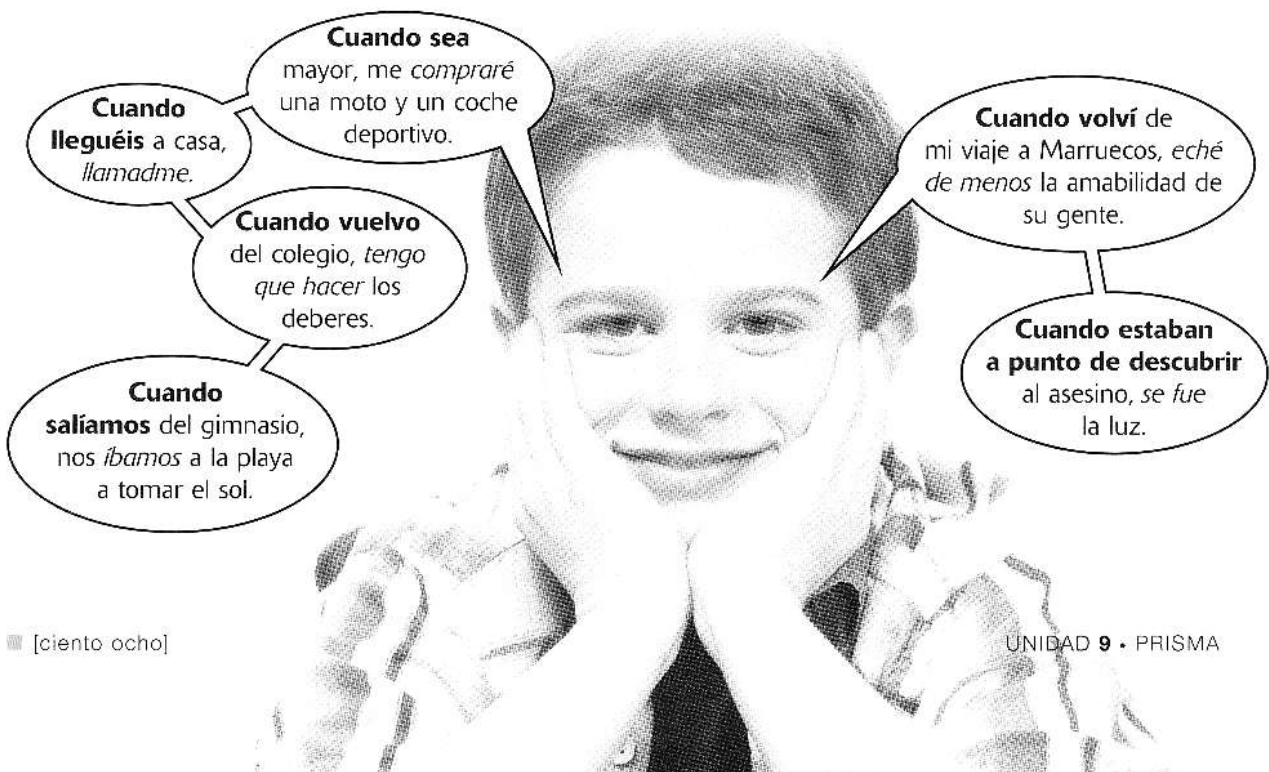 Cuando sea
mayor, me compraré
una moto y un coche
deportivo.
Cuando
lleguéis a casa,
llamadme.
Cuando vuelvo
del colegio, tengo
que hacer los
deberes.
Cuando
salíamos del gimnasio,
nos íbamos a la playa
a tomar el sol.
Cuando volví de
mi viaje a Marruecos, eché
de menos la amabilidad de
su gente.
Cuando estaban
a punto de descubrir
al asesino, se fue
la luz.
[ciento ocho]
UNIDAD 9 • PRISMA